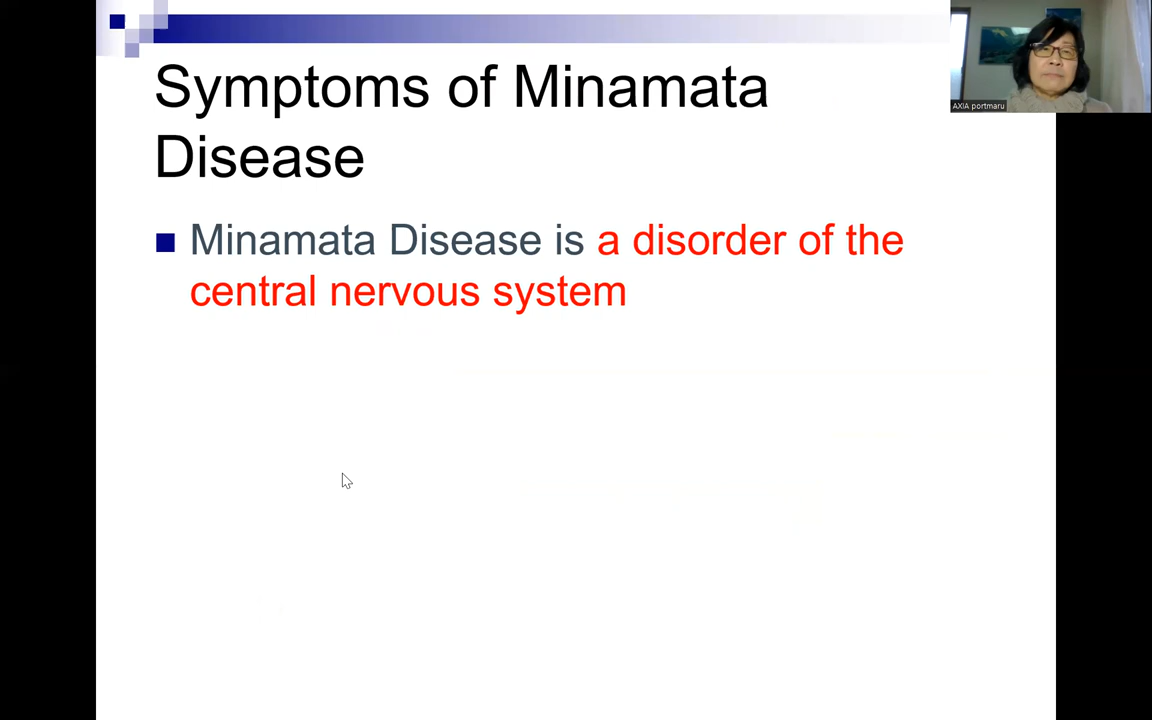 Symptoms of Minamata
Disease
Minamata Disease is a disorder of the
central nervous system
AXIA portmaru